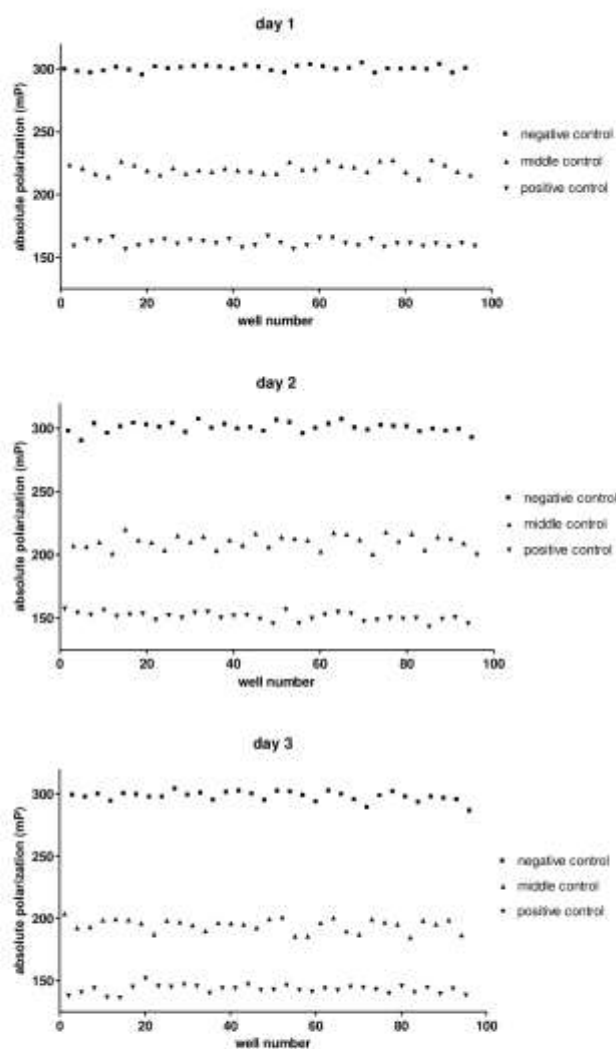 day 1
absolute polarization (mP)
300
250
200
150
0 20 40 60 80 100
well number
negative control
middle control
positive control
day 2
absolute polarization (mP)
300
250
200
150
0 20 40 60 80 100
well number
negative control
middle control
positive control
day 3
absolute polarization (mP)
300
250
200
150
0 20 40 60 80 100
well number
negative control
middle control
positive control